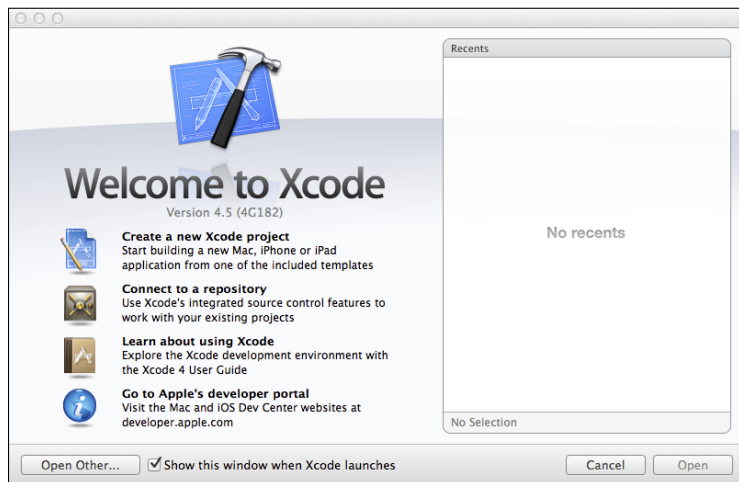 Recents
Welcome to Xcode
Version 4.5 (4G182)
No recents
Create a new Xcode project
Start building a new Mac, iPhone or iPad
application from one of the included templates
Connect to a repository
Use Xcode's integrated source control features to
work with your existing projects
Learn about using Xcode
Explore the Xcode development environment with
the Xcode 4 User Guide
Go to Apple's developer portal
Visit the Mac and iOS Dev Center websites at
developer.apple.com
No Selection
Open Other...
Show this window when Xcode launches
Cancel
Open